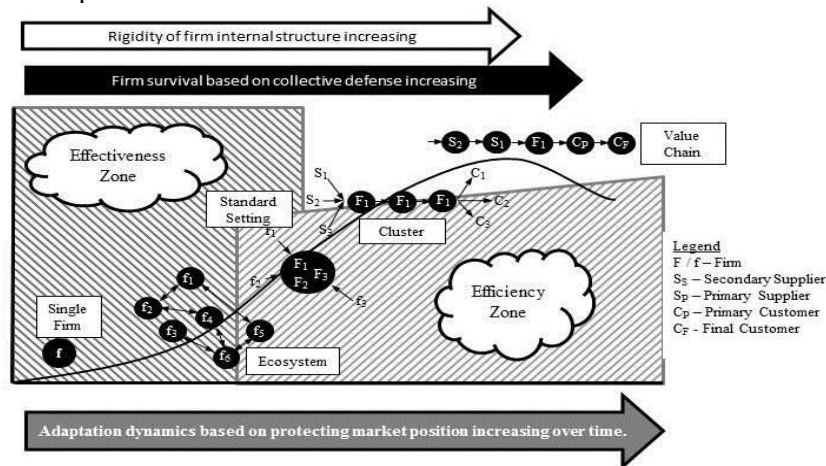 Rigidity of firm internal structure increasing
Firm survival based on collective defense increasing
Effectiveness
Zone
S2
S1
F1
CP
CF
Value
Chain
S1
S2
S3
F1
F1
F1
C1
C2
C3
Standard
Setting
Cluster
f1
f2
f3
F1
F2
F3
f1
f2
f3
f4
f5
f6
Single
Firm
f
Ecosystem
Efficiency
Zone
Legend
F / f – Firm
SS – Secondary Supplier
SP – Primary Supplier
CP – Primary Customer
CF - Final Customer
Adaptation dynamics based on protecting market position increasing over time.